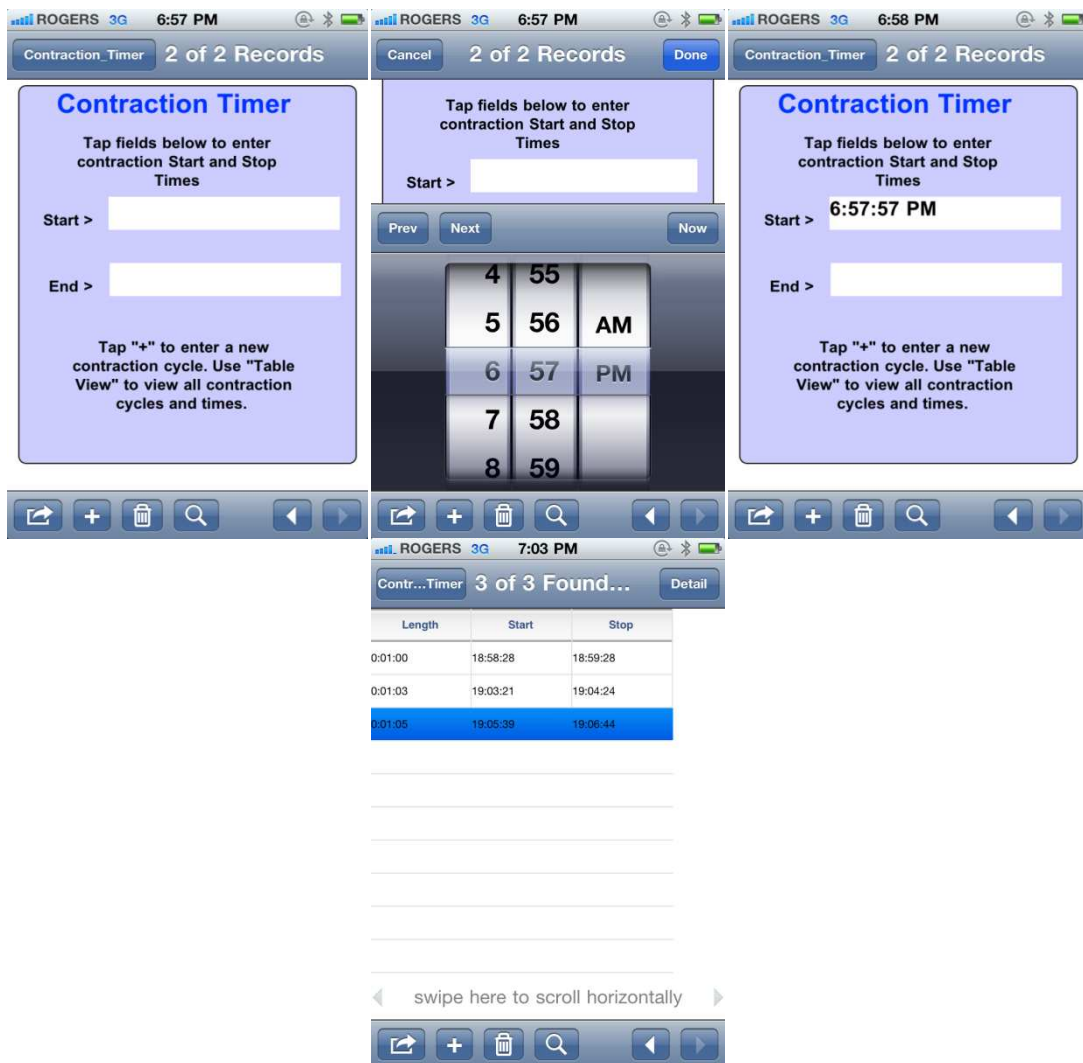 ROGERS 3G 6:57 PM
Contraction_Timer 2 of 2 Records
Contraction Timer
Tap fields below to enter
contraction Start and Stop
Times
Start >
End >
Tap "+" to enter a new
contraction cycle. Use "Table
View" to view all contraction
cycles and times.
ROGERS 3G 6:57 PM
Cancel 2 of 2 Records Done
Tap fields below to enter
contraction Start and Stop
Times
Start >
Prev Next Now
4 55
5 56 AM
6 57 PM
7 58
8 59
ROGERS 3G 6:58 PM
Contraction_Timer 2 of 2 Records
Contraction Timer
Tap fields below to enter
contraction Start and Stop
Times
Start > 6:57:57 PM
End >
Tap "+" to enter a new
contraction cycle. Use "Table
View" to view all contraction
cycles and times.
ROGERS 3G 7:03 PM
Contr...Timer 3 of 3 Found... Detail
Length Start Stop
0:01:00 18:58:28 18:59:28
0:01:03 19:03:21 19:04:24
0:01:05 19:05:39 19:06:44
swipe here to scroll horizontally